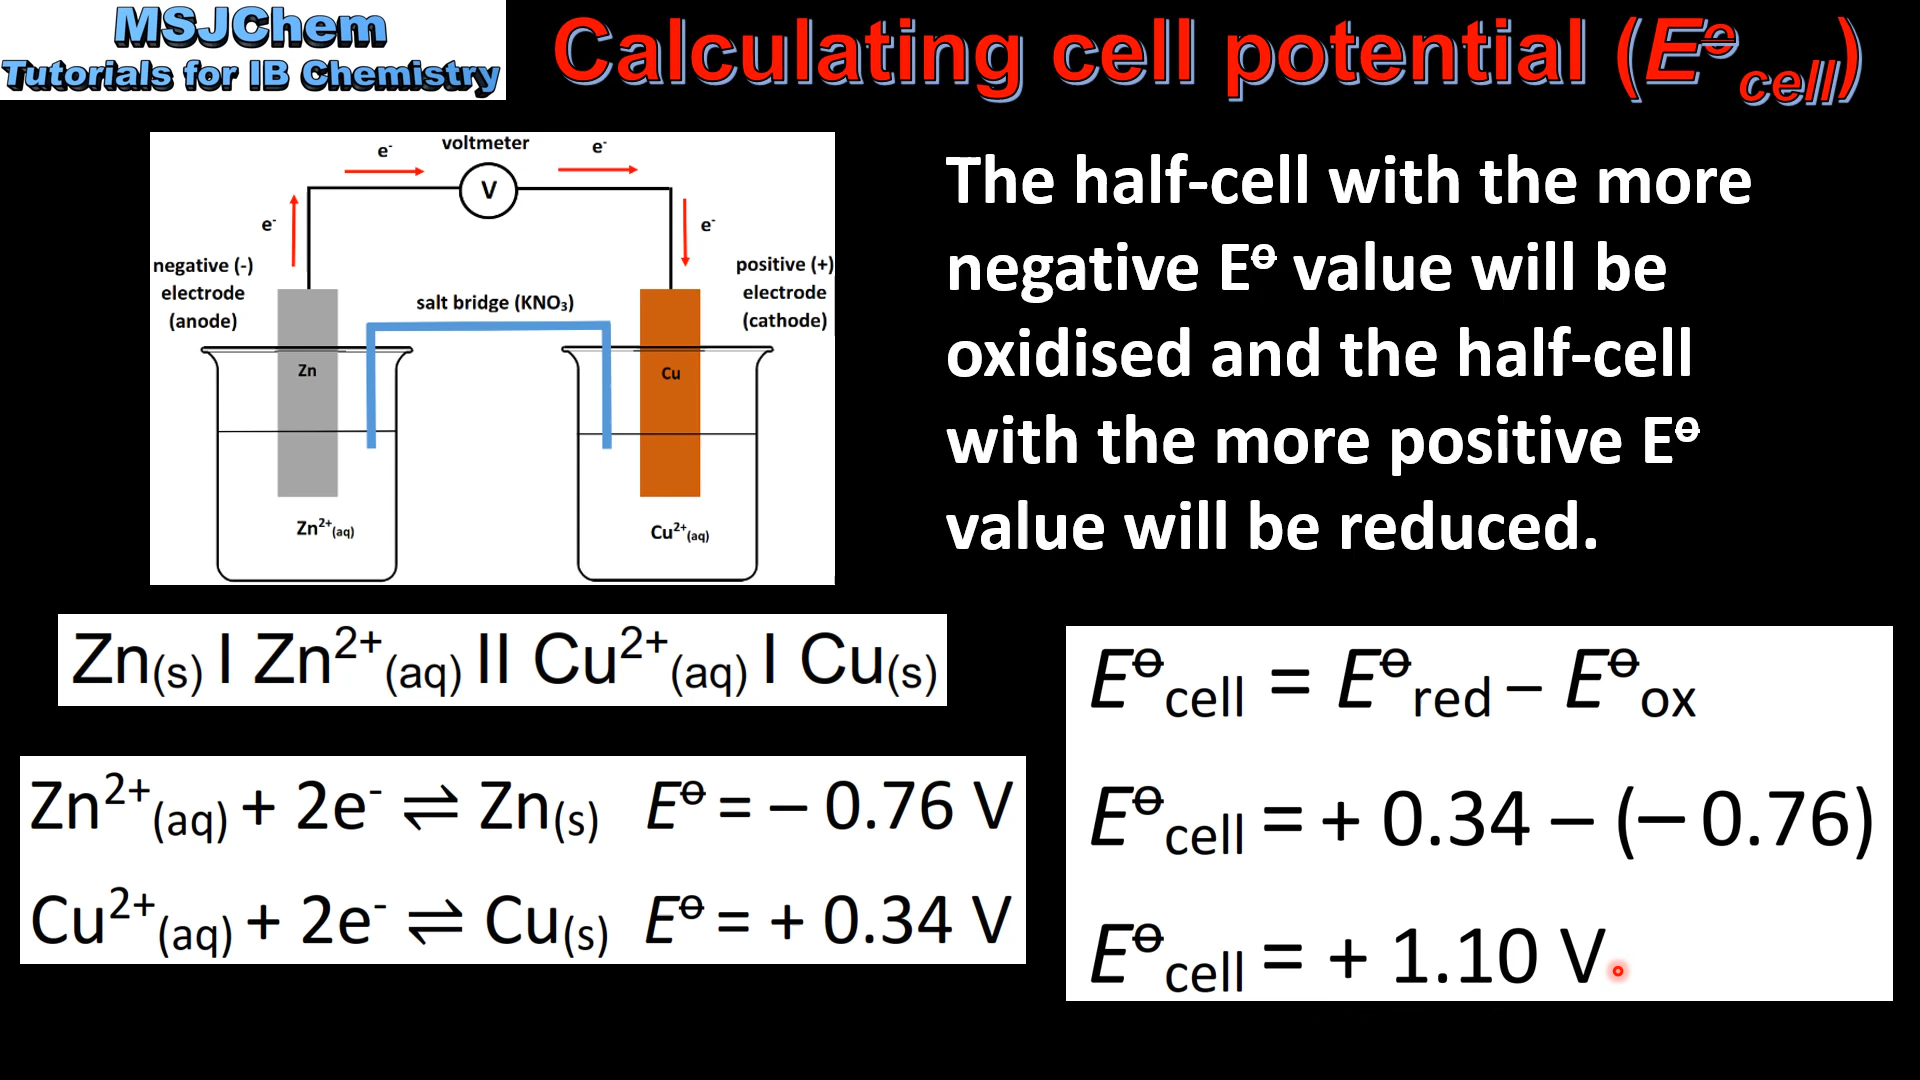 MSJChem
Tutorials for IB Chemistry
Calculating cell potential (E⦵cell)
voltmeter
e⁻
e⁻
V
e⁻
e⁻
negative (-)
electrode
(anode)
positive (+)
electrode
(cathode)
salt bridge (KNO₃)
Zn
Cu
Zn²⁺(aq)
Cu²⁺(aq)
The half-cell with the more
negative E⦵ value will be
oxidised and the half-cell
with the more positive E⦵
value will be reduced.
Zn(s) I Zn²⁺(aq) II Cu²⁺(aq) I Cu(s)
Zn²⁺(aq) + 2e⁻ ⇌ Zn(s) E⦵ = – 0.76 V
Cu²⁺(aq) + 2e⁻ ⇌ Cu(s) E⦵ = + 0.34 V
E⦵cell = E⦵red – E⦵ox
E⦵cell = + 0.34 – (– 0.76)
E⦵cell = + 1.10 V